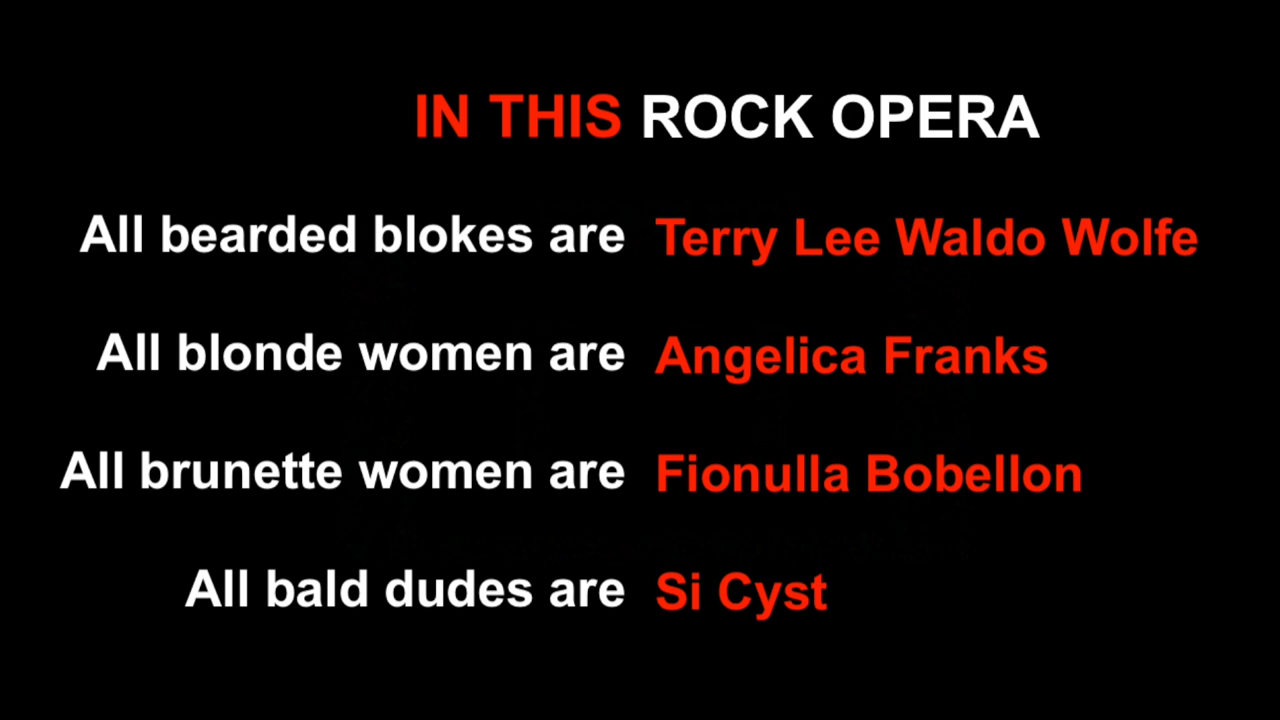 IN THIS ROCK OPERA
All bearded blokes are Terry Lee Waldo Wolfe
All blonde women are Angelica Franks
All brunette women are Fionulla Bobellon
All bald dudes are Si Cyst